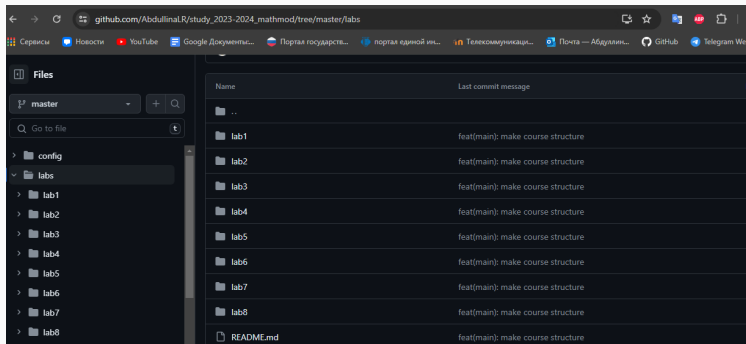 github.com/AbdullinaLR/study_2023-2024_mathmod/tree/master/labs
Сервисы Новости YouTube Google Документы:... Портал государств... портал единой ин... Телекоммуникаци... Почта — Абдуллин... GitHub Telegram We
Files
master
Go to file t
config
labs
lab1
lab2
lab3
lab4
lab5
lab6
lab7
lab8
Name Last commit message
..
lab1 feat(main): make course structure
lab2 feat(main): make course structure
lab3 feat(main): make course structure
lab4 feat(main): make course structure
lab5 feat(main): make course structure
lab6 feat(main): make course structure
lab7 feat(main): make course structure
lab8 feat(main): make course structure
README.md feat(main): make course structure